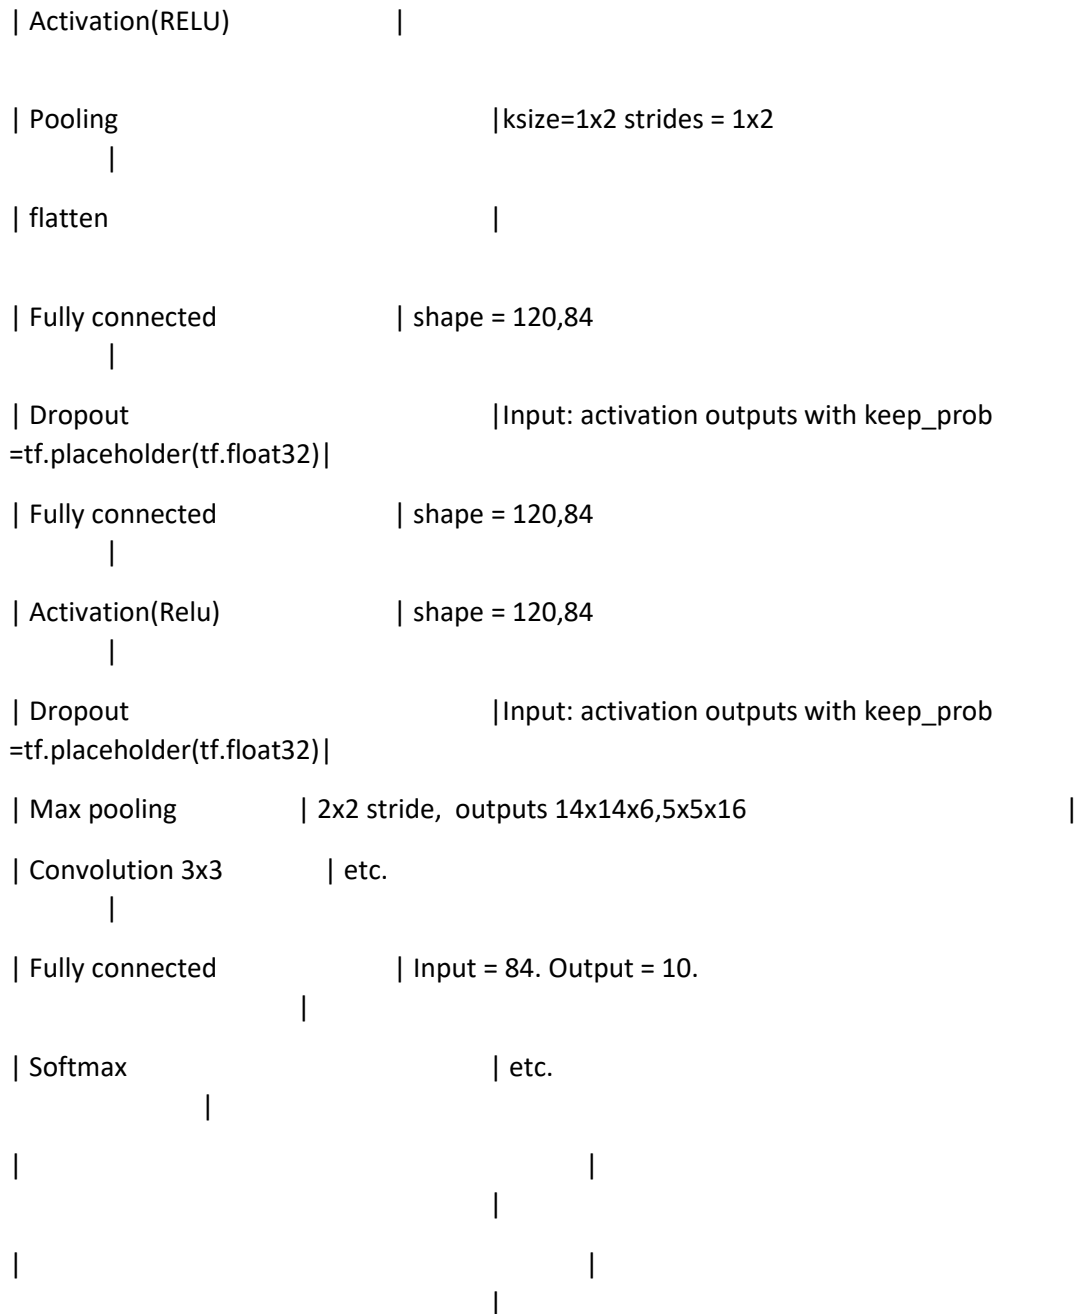 | Activation(RELU) |
| Pooling |ksize=1x2 strides = 1x2
|
| flatten |
| Fully connected | shape = 120,84
|
| Dropout |Input: activation outputs with keep_prob
=tf.placeholder(tf.float32)|
| Fully connected | shape = 120,84
|
| Activation(Relu) | shape = 120,84
|
| Dropout |Input: activation outputs with keep_prob
=tf.placeholder(tf.float32)|
| Max pooling | 2x2 stride, outputs 14x14x6,5x5x16 |
| Convolution 3x3 | etc.
|
| Fully connected | Input = 84. Output = 10.
|
| Softmax | etc.
|
| |
|
| |
|